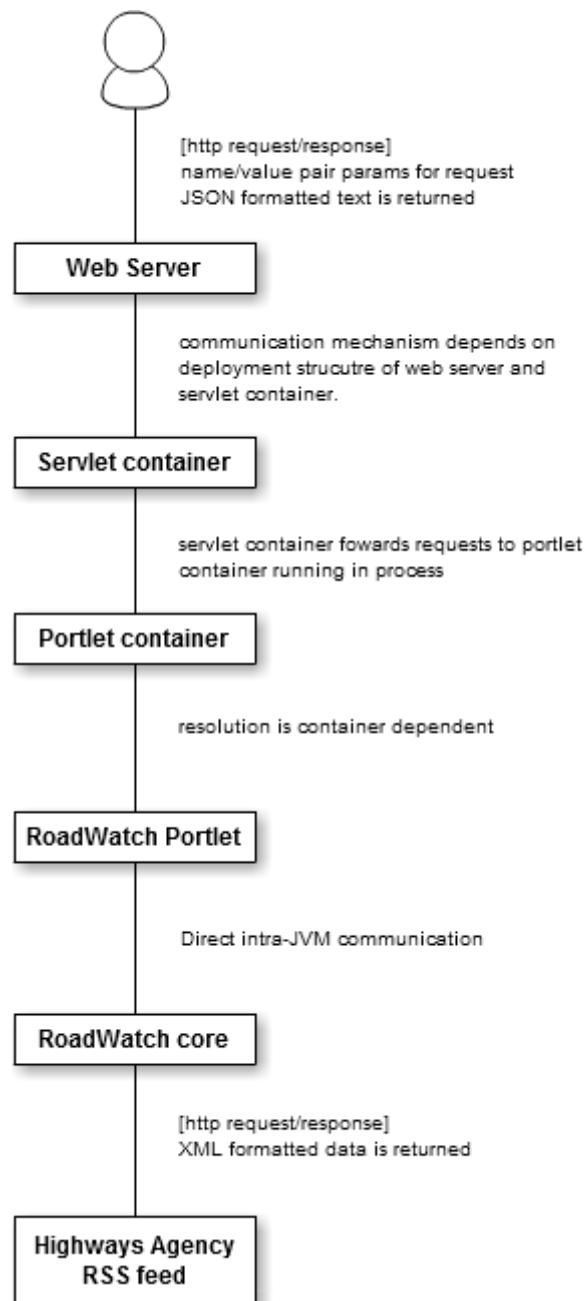 [http request/response]
name/value pair params for request
JSON formatted text is returned
Web Server
communication mechanism depends on
deployment strucutre of web server and
servlet container.
Servlet container
servlet container fowards requests to portlet
container running in process
Portlet container
resolution is container dependent
RoadWatch Portlet
Direct intra-JVM communication
RoadWatch core
[http request/response]
XML formatted data is returned
Highways Agency
RSS feed